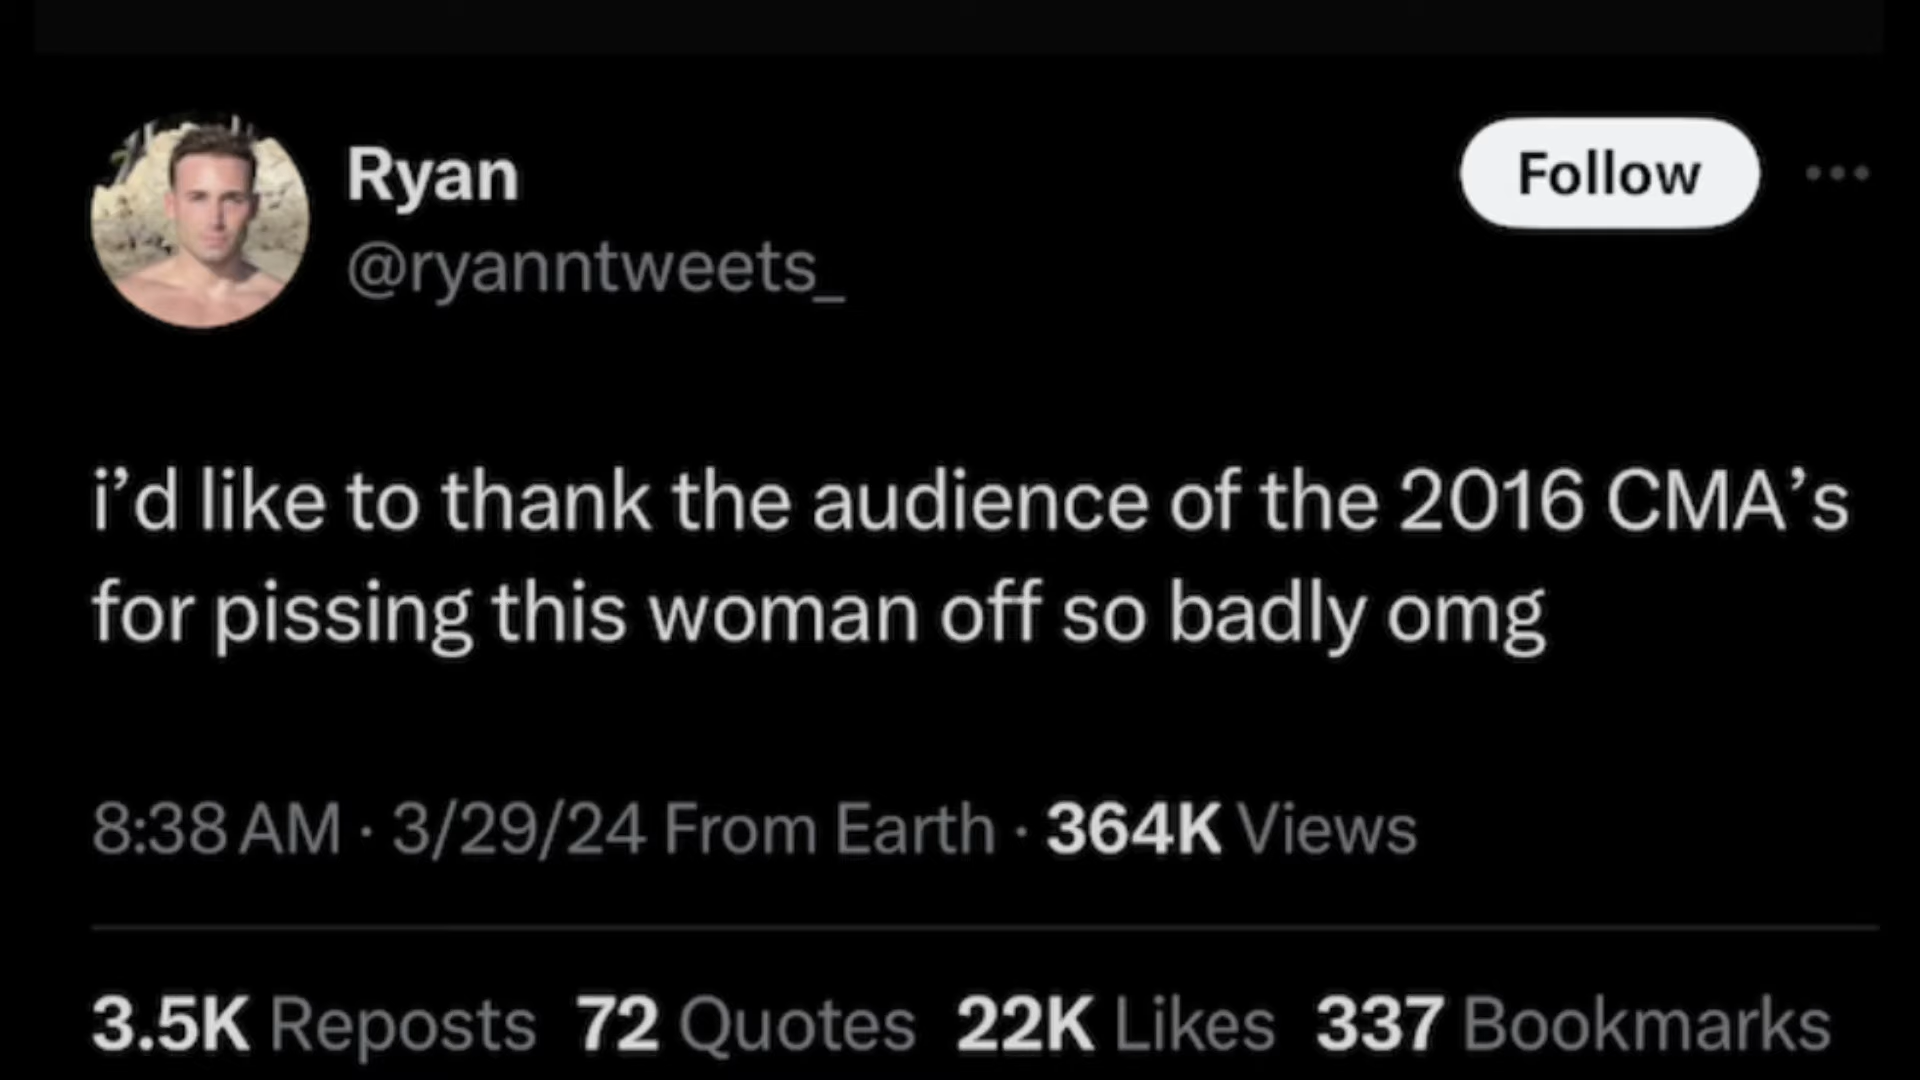 Ryan
Follow
@ryanntweets_
i’d like to thank the audience of the 2016 CMA’s
for pissing this woman off so badly omg
8:38 AM · 3/29/24 From Earth · 364K Views
3.5K Reposts 72 Quotes 22K Likes 337 Bookmarks